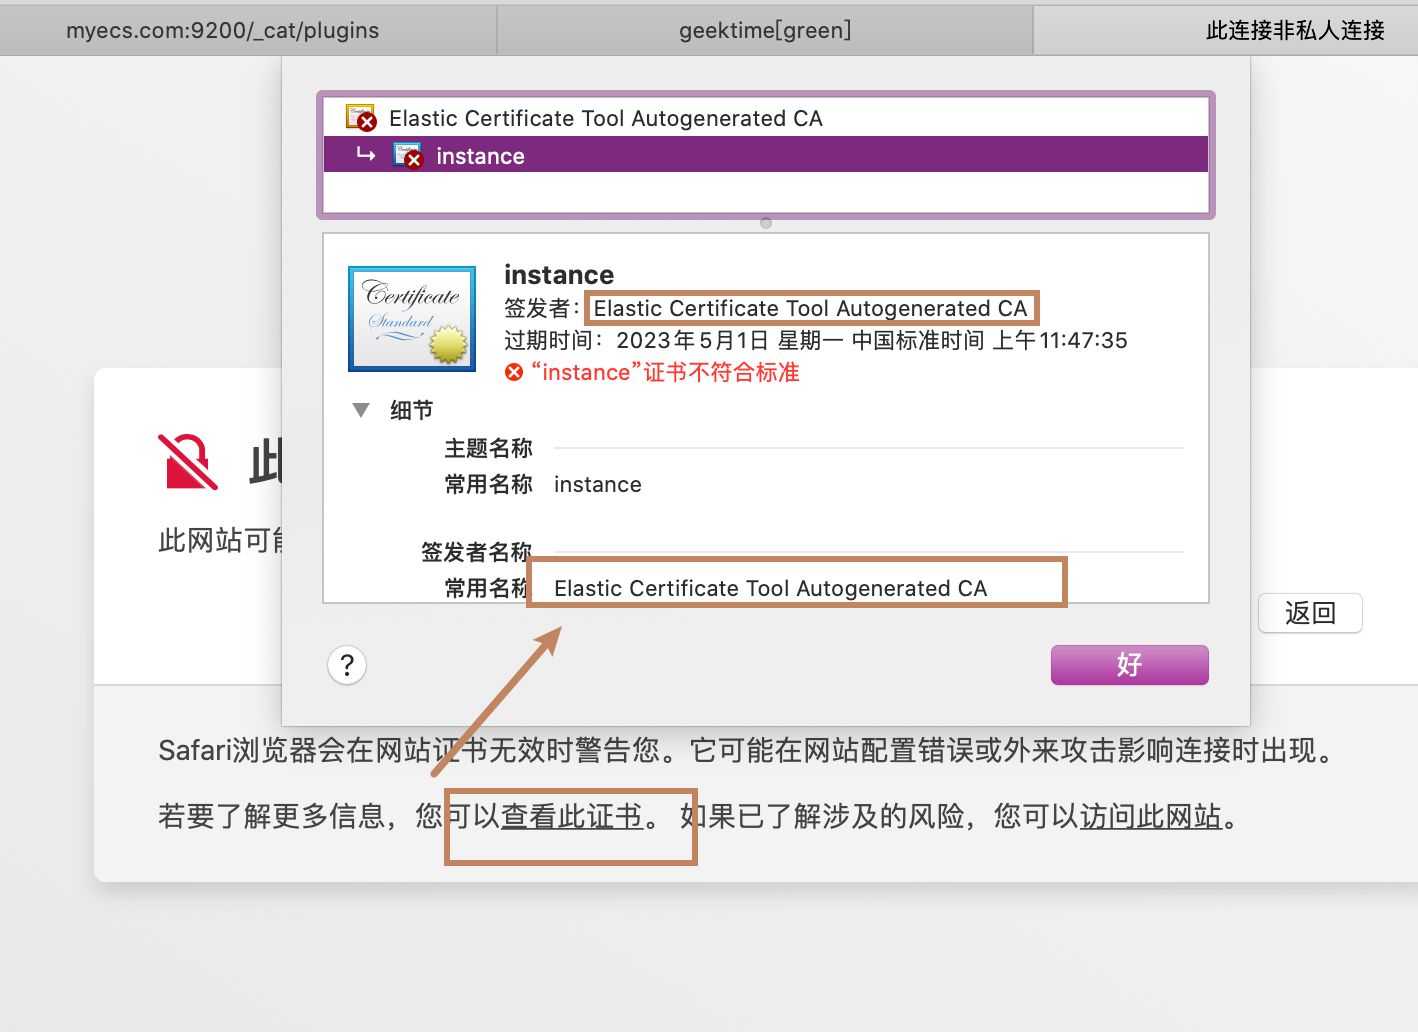 myecs.com:9200/_cat/plugins
geektime[green]
此连接非私人连接
Elastic Certificate Tool Autogenerated CA
instance
Certificate
Standard
instance
签发者：Elastic Certificate Tool Autogenerated CA
过期时间：2023年5月1日 星期一 中国标准时间 上午11:47:35
“instance”证书不符合标准
细节
主题名称
常用名称 instance
签发者名称
常用名称 Elastic Certificate Tool Autogenerated CA
此
此网站可能
返回
?
好
Safari浏览器会在网站证书无效时警告您。它可能在网站配置错误或外来攻击影响连接时出现。
若要了解更多信息，您可以查看此证书。 如果已了解涉及的风险，您可以访问此网站。